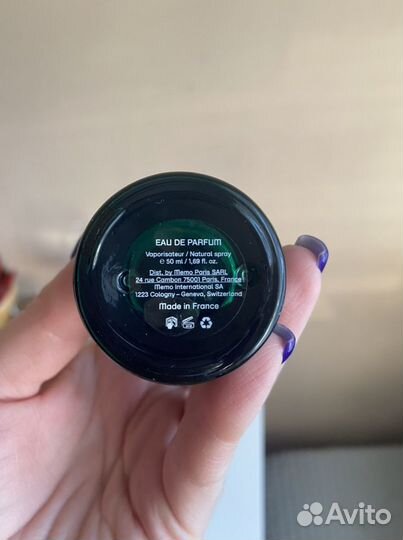 EAU DE PARFUM
Vaporisateur / Natural spray
℮ 50 ml / 1,69 fl. oz.
Dist. by Memo Paris SARL
24 rue Cambon 75001 Paris, France
Memo International SA
1223 Cologny - Geneva, Switzerland
Made in France
Avito